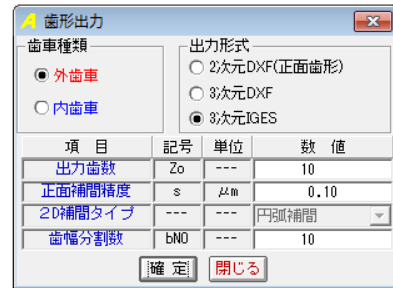 歯形出力
歯車種類
外歯車
内歯車
出力形式
2次元DXF(正面歯形)
3次元DXF
3次元IGES
項 目 記号 単位 数 値
出力歯数 Zo --- 10
正面補間精度 s μm 0.10
2D補間タイプ --- --- 円弧補間
歯幅分割数 bNO --- 10
確 定 閉じる